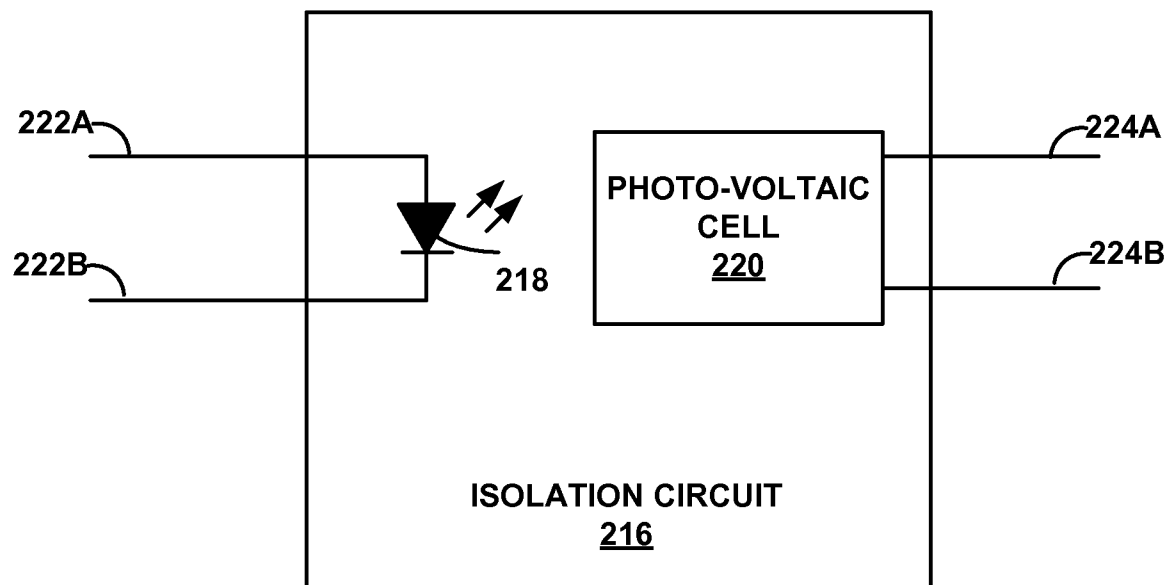 222A
224A
PHOTO-VOLTAIC
CELL
220
222B
218
224B
ISOLATION CIRCUIT
216